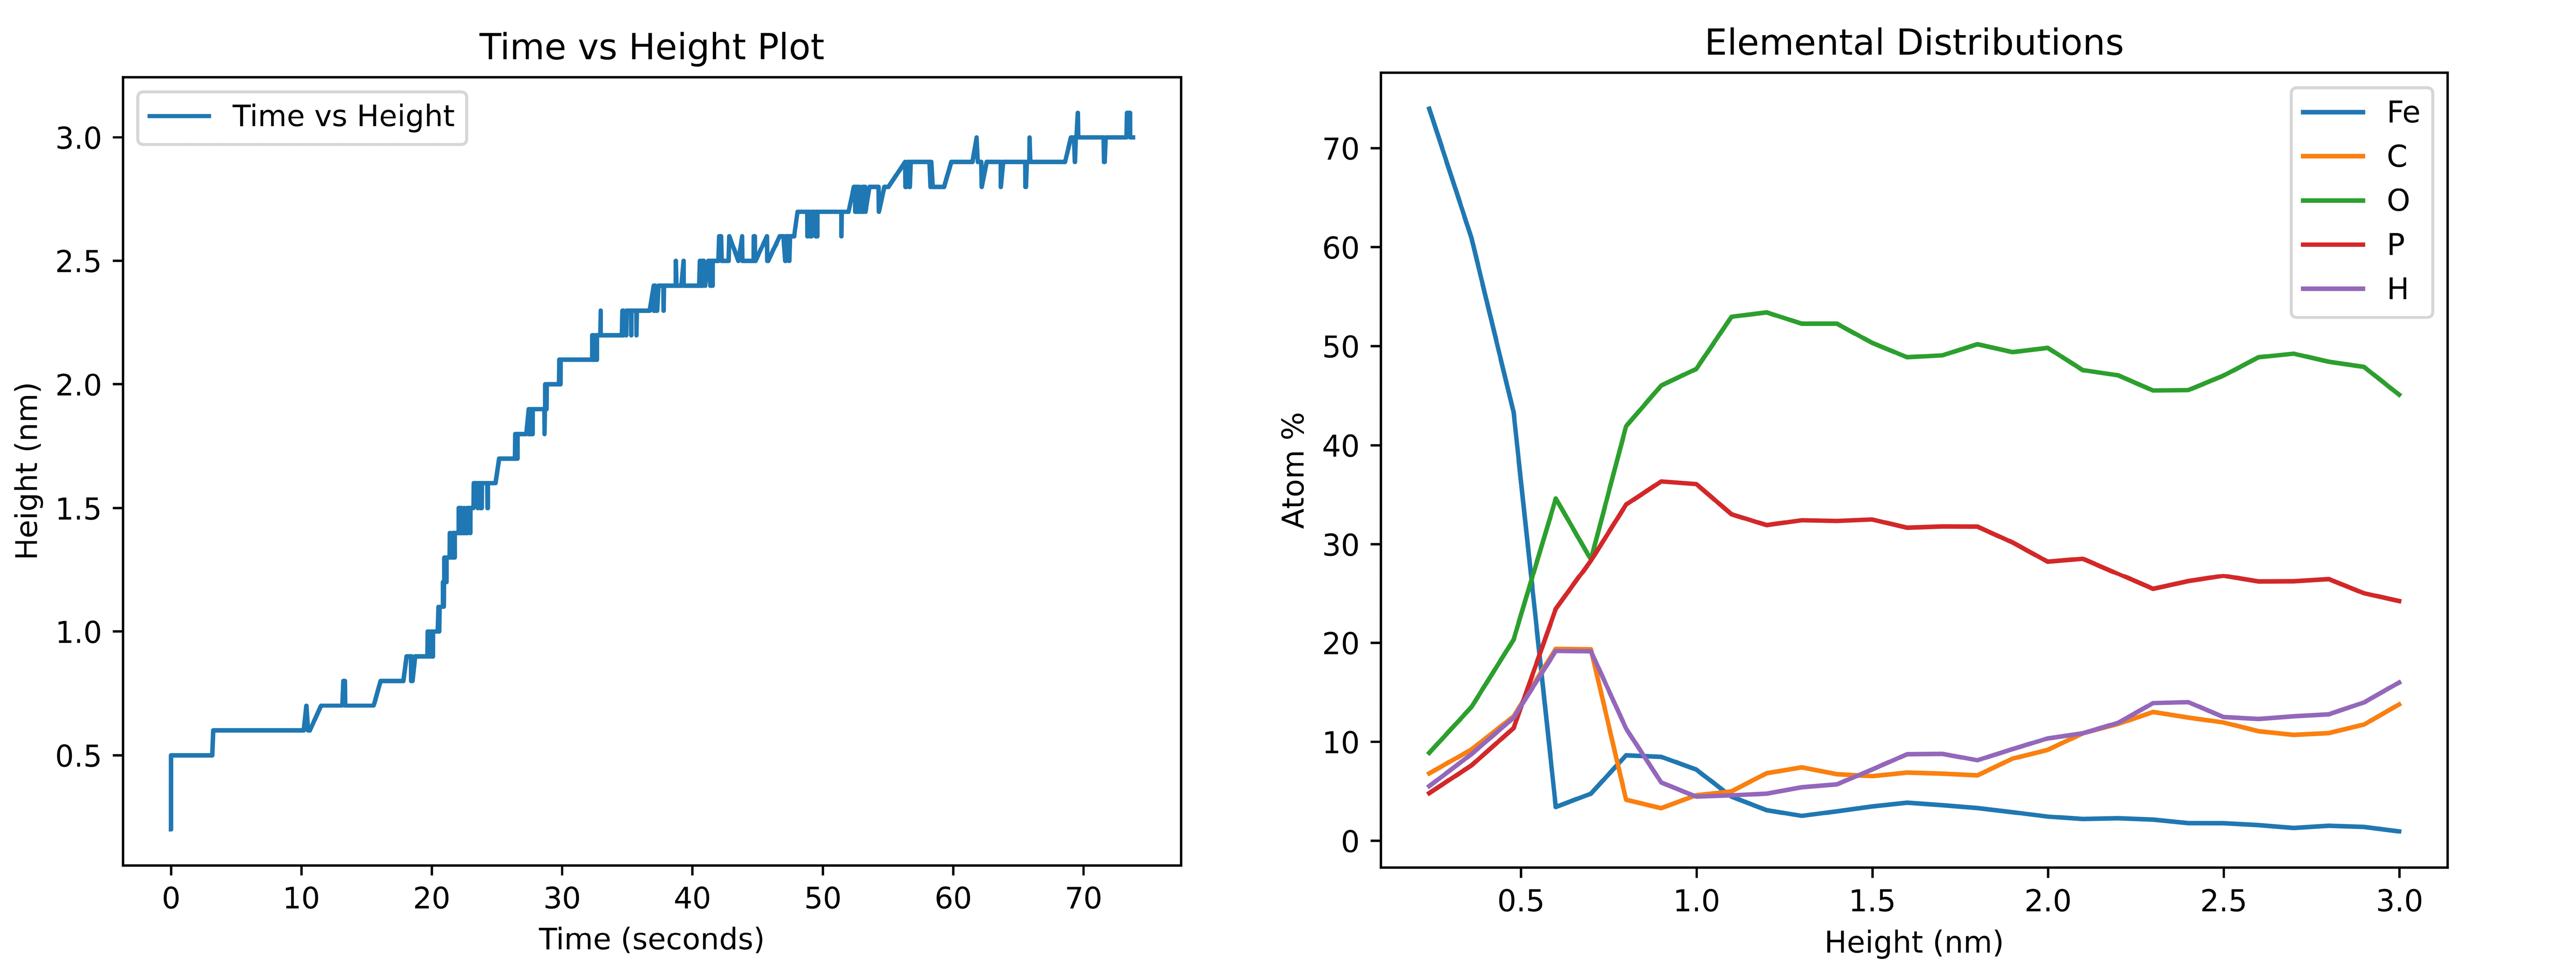 Time vs Height Plot
Time vs Height
3.0
2.5
2.0
1.5
1.0
0.5
Height (nm)
0 10 20 30 40 50 60 70
Time (seconds)
Elemental Distributions
Fe
C
O
P
H
70
60
50
40
30
20
10
0
Atom %
0.5 1.0 1.5 2.0 2.5 3.0
Height (nm)